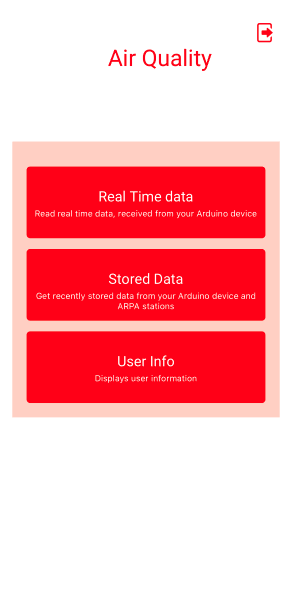 Air Quality
Real Time data
Read real time data, received from your Arduino device
Stored Data
Get recently stored data from your Arduino device and
ARPA stations
User Info
Displays user information